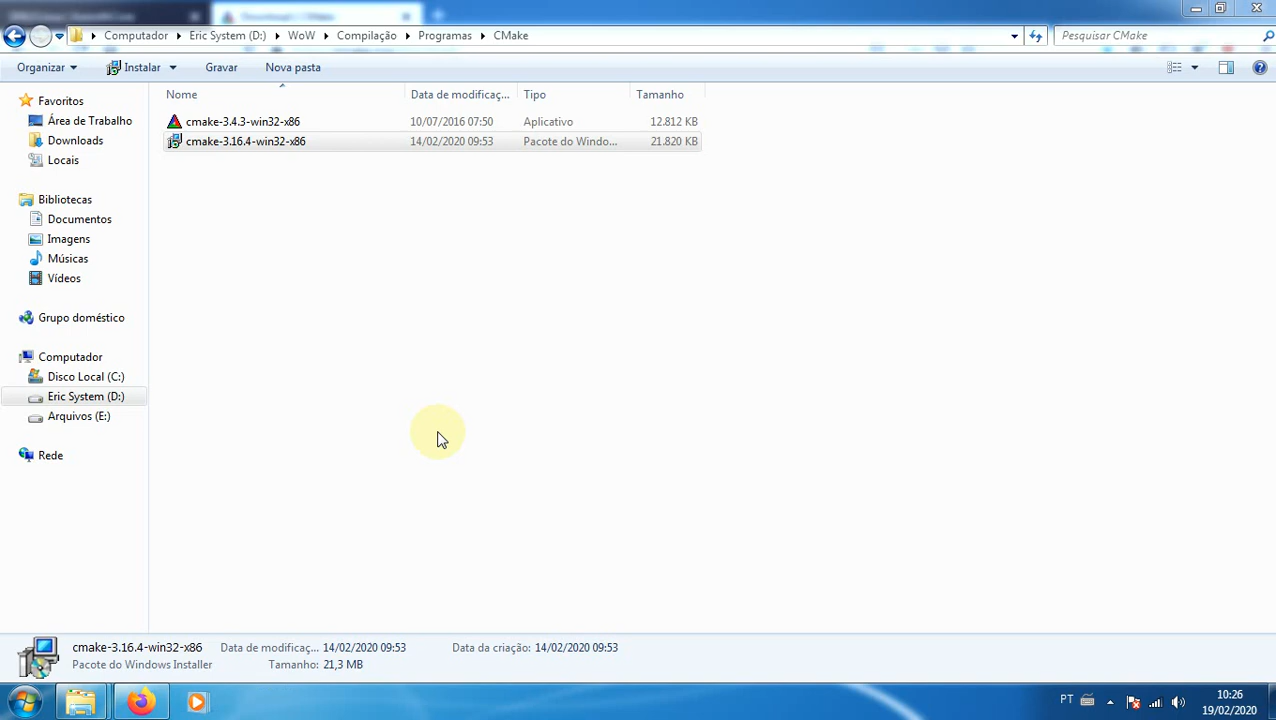 Computador Eric System (D:) WoW Compilação Programas CMake
Pesquisar CMake
Organizar Instalar Gravar Nova pasta
Nome Data de modificaç... Tipo Tamanho
cmake-3.4.3-win32-x86 10/07/2016 07:50 Aplicativo 12.812 KB
cmake-3.16.4-win32-x86 14/02/2020 09:53 Pacote do Windo... 21.820 KB
Favoritos
Área de Trabalho
Downloads
Locais
Bibliotecas
Documentos
Imagens
Músicas
Vídeos
Grupo doméstico
Computador
Disco Local (C:)
Eric System (D:)
Arquivos (E:)
Rede
cmake-3.16.4-win32-x86 Data de modificaç... 14/02/2020 09:53 Data da criação: 14/02/2020 09:53
Pacote do Windows Installer Tamanho: 21,3 MB
PT
10:26
19/02/2020